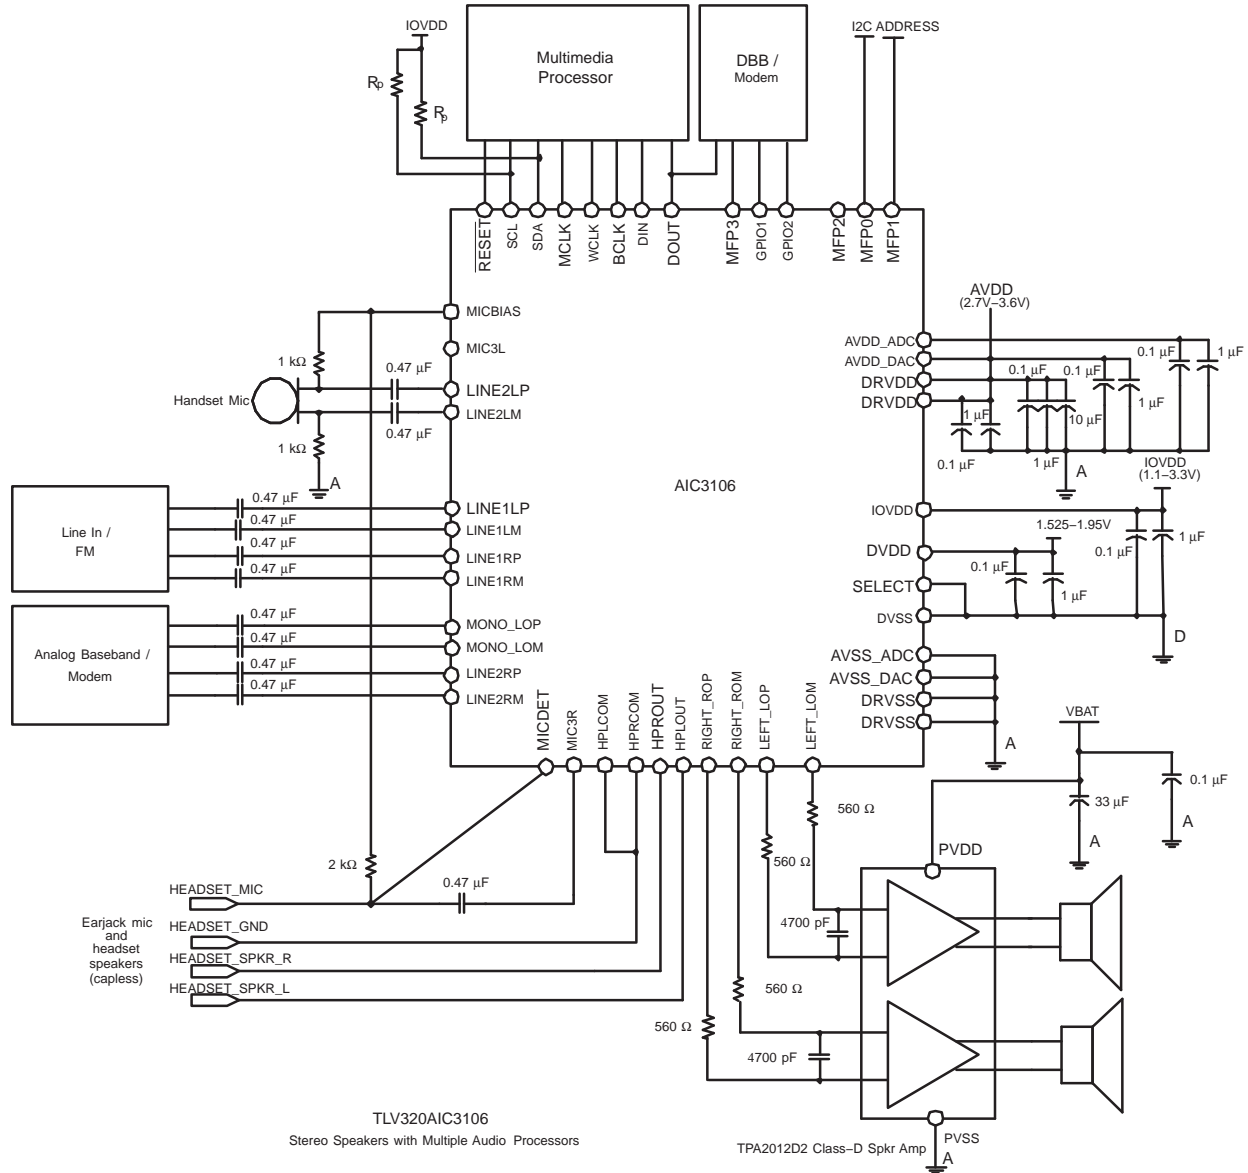 IOVDD
I2C ADDRESS
Multimedia
Processor
DBB /
Modem
Rp
Rp
RESET
SCL
SDA
MCLK
WCLK
BCLK
DIN
DOUT
MFP3
GPIO1
GPIO2
MFP2
MFP0
MFP1
MICBIAS
MIC3L
LINE2LP
LINE2LM
1 kΩ
0.47 μF
Handset Mic
0.47 μF
1 kΩ
A
AVDD
(2.7V−3.6V)
AVDD_ADC
AVDD_DAC
DRVDD
DRVDD
0.1 μF
1 μF
0.1 μF
0.1 μF
1 μF
1 μF
10 μF
0.1 μF
1 μF
A
AIC3106
Line In /
FM
0.47 μF
0.47 μF
0.47 μF
0.47 μF
LINE1LP
LINE1LM
LINE1RP
LINE1RM
IOVDD
(1.1−3.3V)
IOVDD
1.525−1.95V
DVDD
0.1 μF
1 μF
0.1 μF
1 μF
SELECT
DVSS
D
Analog Baseband /
Modem
0.47 μF
0.47 μF
0.47 μF
0.47 μF
MONO_LOP
MONO_LOM
LINE2RP
LINE2RM
AVSS_ADC
AVSS_DAC
DRVSS
DRVSS
A
MICDET
MIC3R
HPLCOM
HPRCOM
HPROUT
HPLOUT
RIGHT_ROP
RIGHT_ROM
LEFT_LOP
LEFT_LOM
VBAT
0.1 μF
33 μF
A
A
560 Ω
560 Ω
PVDD
2 kΩ
0.47 μF
HEADSET_MIC
HEADSET_GND
HEADSET_SPKR_R
HEADSET_SPKR_L
Earjack mic
and
headset
speakers
(capless)
4700 pF
560 Ω
560 Ω
4700 pF
TLV320AIC3106
Stereo Speakers with Multiple Audio Processors
TPA2012D2 Class−D Spkr Amp
PVSS
A